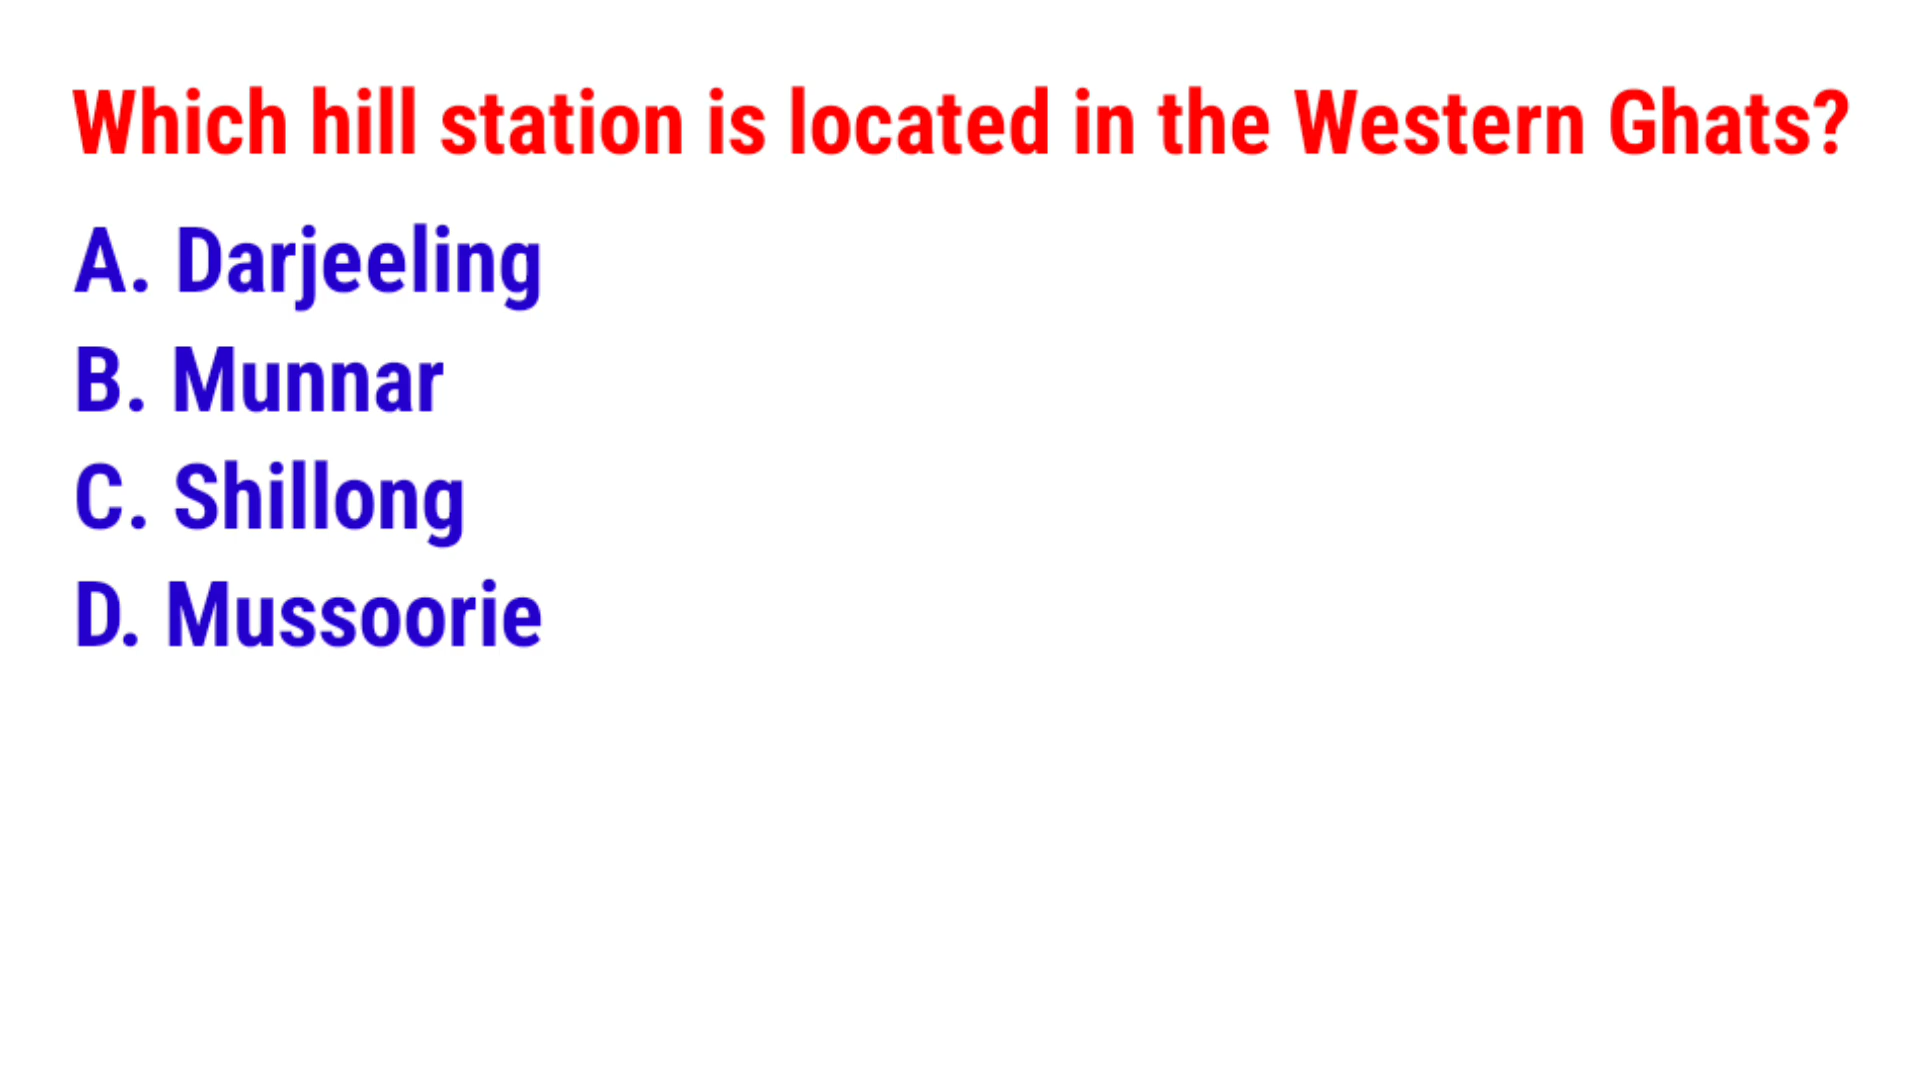 Which hill station is located in the Western Ghats?
A. Darjeeling
B. Munnar
C. Shillong
D. Mussoorie